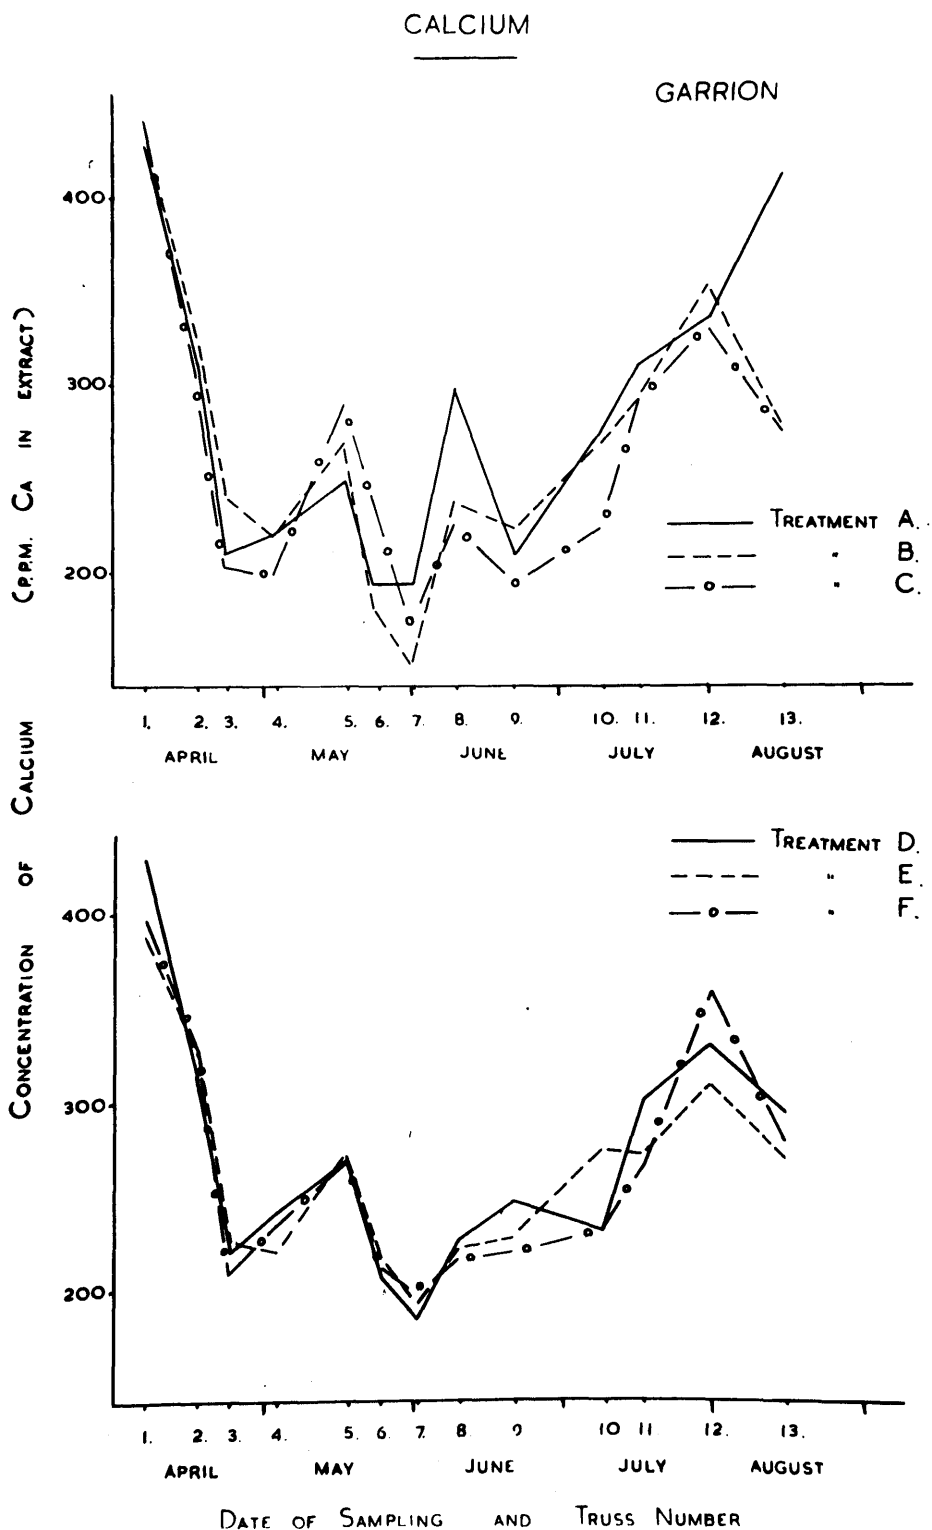 CALCIUM
GARRION
400
300
200
TREATMENT A.
" B.
" C.
1. 2. 3. 4. 5. 6. 7. 8. 9. 10. 11. 12. 13.
APRIL MAY JUNE JULY AUGUST
CONCENTRATION OF CALCIUM (P.P.M. CA IN EXTRACT)
TREATMENT D.
" E.
" F.
400
300
200
1. 2. 3. 4. 5. 6. 7. 8. 9 10 11. 12. 13.
APRIL MAY JUNE JULY AUGUST
DATE OF SAMPLING AND TRUSS NUMBER